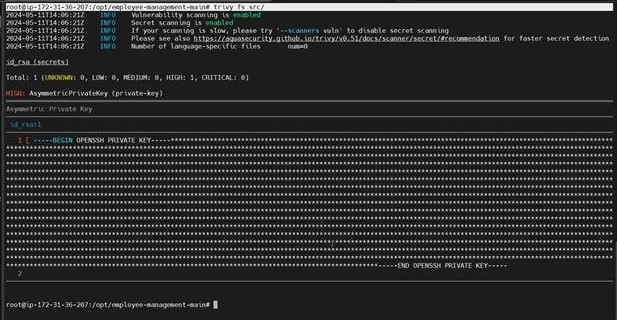 root@ip-172-31-36-207:/opt/employee-management-main# trivy fs src/
2024-05-11T14:06:21Z INFO Vulnerability scanning is enabled
2024-05-11T14:06:21Z INFO Secret scanning is enabled
2024-05-11T14:06:21Z INFO If your scanning is slow, please try '--scanners vuln' to disable secret scanning
2024-05-11T14:06:21Z INFO Please see also https://aquasecurity.github.io/trivy/v0.51/docs/scanner/secret/#recommendation for faster secret detection
2024-05-11T14:06:21Z INFO Number of language-specific files num=0
id_rsa (secrets)
Total: 1 (UNKNOWN: 0, LOW: 0, MEDIUM: 0, HIGH: 1, CRITICAL: 0)
HIGH: AsymmetricPrivateKey (private-key)
Asymmetric Private Key
id_rsa:1
1 [ -----BEGIN OPENSSH PRIVATE KEY-----
-----END OPENSSH PRIVATE KEY-----
2
root@ip-172-31-36-207:/opt/employee-management-main#